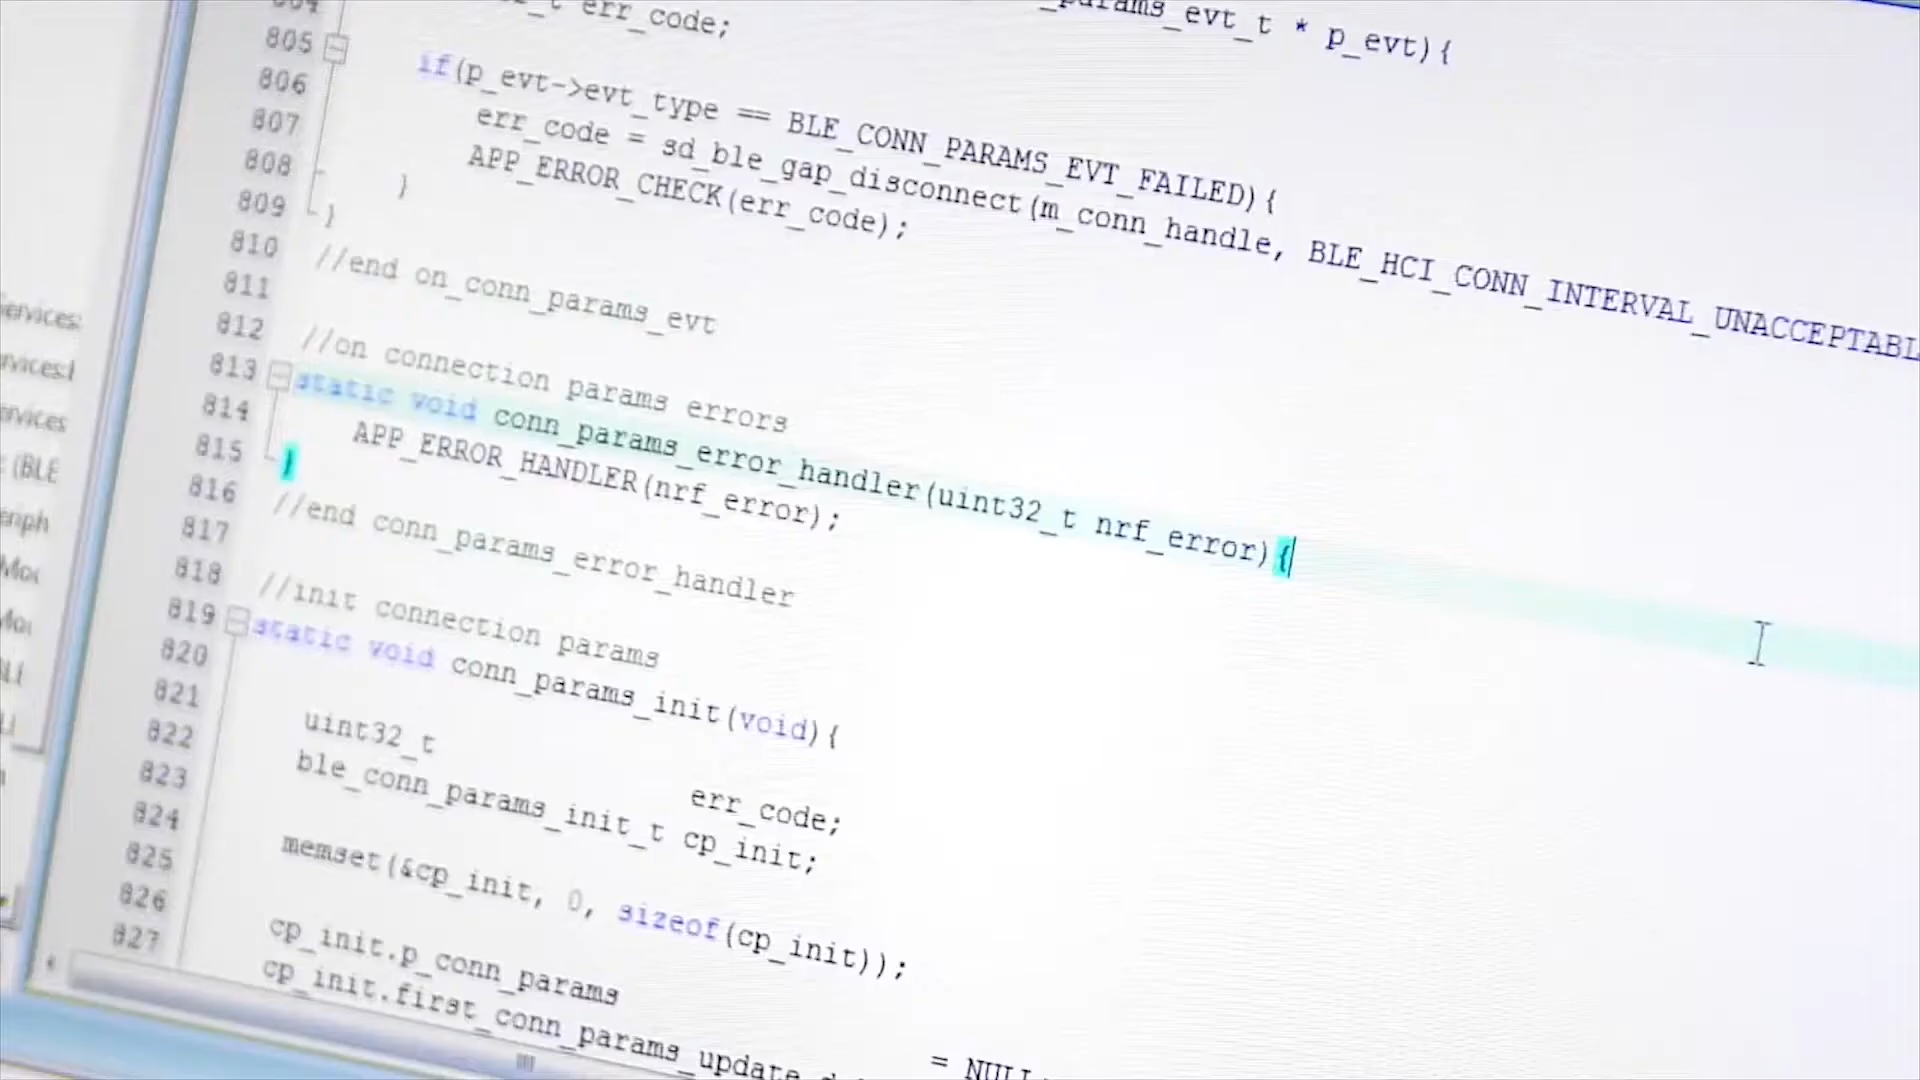 err_code;
_params_evt_t * p_evt){
805
806
807
808
809
810
811
812
813
814
815
816
817
818
819
820
821
822
823
824
825
826
827
if(p_evt->evt_type == BLE_CONN_PARAMS_EVT_FAILED){
err_code = sd_ble_gap_disconnect(m_conn_handle, BLE_HCI_CONN_INTERVAL_UNACCEPTABL
APP_ERROR_CHECK(err_code);
}
}
//end on_conn_params_evt
//on connection params errors
static void conn_params_error_handler(uint32_t nrf_error){
APP_ERROR_HANDLER(nrf_error);
}
//end conn_params_error_handler
//init connection params
static void conn_params_init(void){
uint32_t err_code;
ble_conn_params_init_t cp_init;
memset(&cp_init, 0, sizeof(cp_init));
cp_init.p_conn_params = NULL
cp_init.first_conn_params_update_d
(BLE